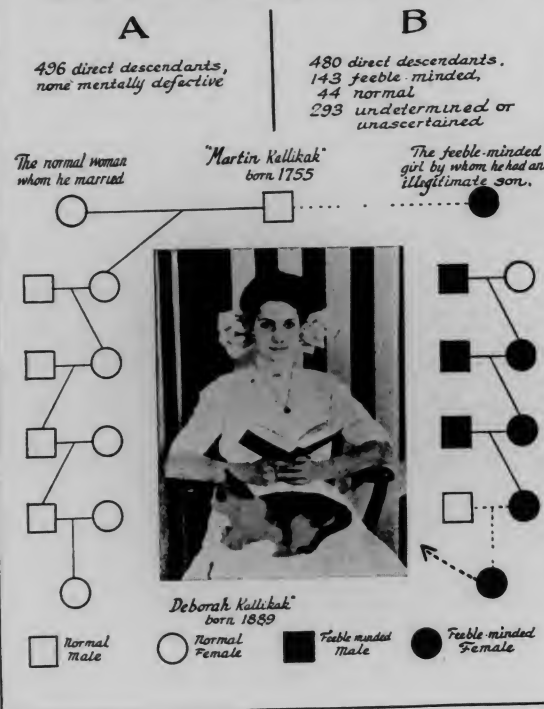 A
496 direct descendants,
none mentally defective
B
480 direct descendants.
143 feeble-minded,
44 normal
293 undetermined or
unascertained
The normal woman
whom he married
"Martin Kallikak"
born 1755
The feeble-minded
girl by whom he had an
illegitimate son.
Deborah Kallikak"
born 1889
Normal
Male
Normal
Female
Feeble minded
Male
Feeble-minded
Female